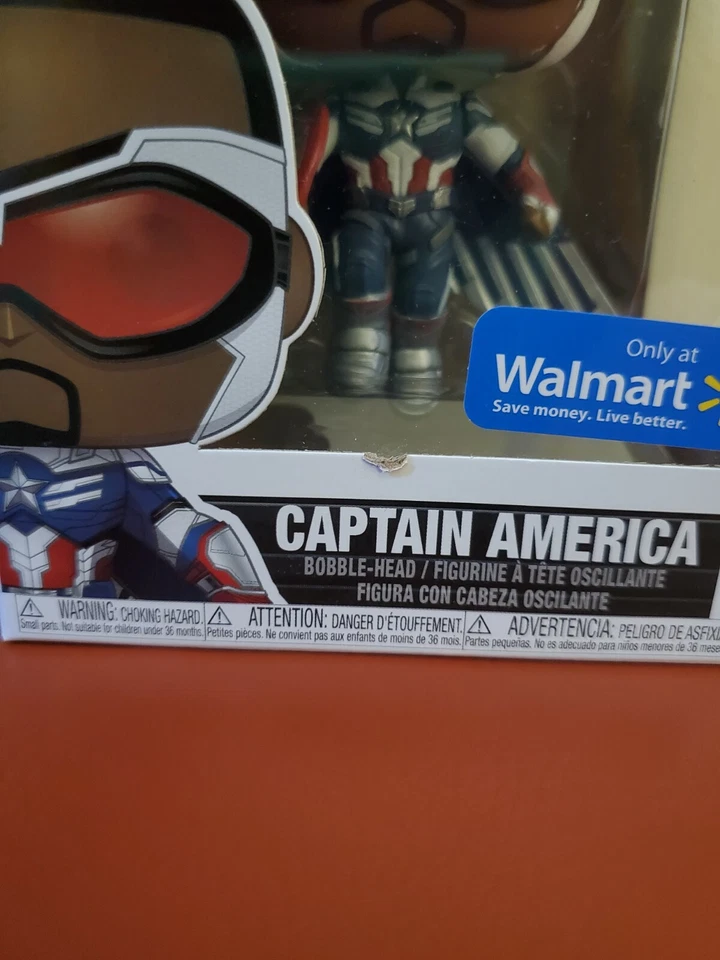 Only at
Walmart
Save money. Live better.
CAPTAIN AMERICA
BOBBLE-HEAD / FIGURINE À TÊTE OSCILLANTE
FIGURA CON CABEZA OSCILANTE
WARNING: CHOKING HAZARD.
Small parts. Not suitable for children under 36 months.
ATTENTION: DANGER D'ÉTOUFFEMENT.
Petites pièces. Ne convient pas aux enfants de moins de 36 mois.
ADVERTENCIA: PELIGRO DE ASFIXI
Partes pequeñas. No es adecuado para niños menores de 36 mese